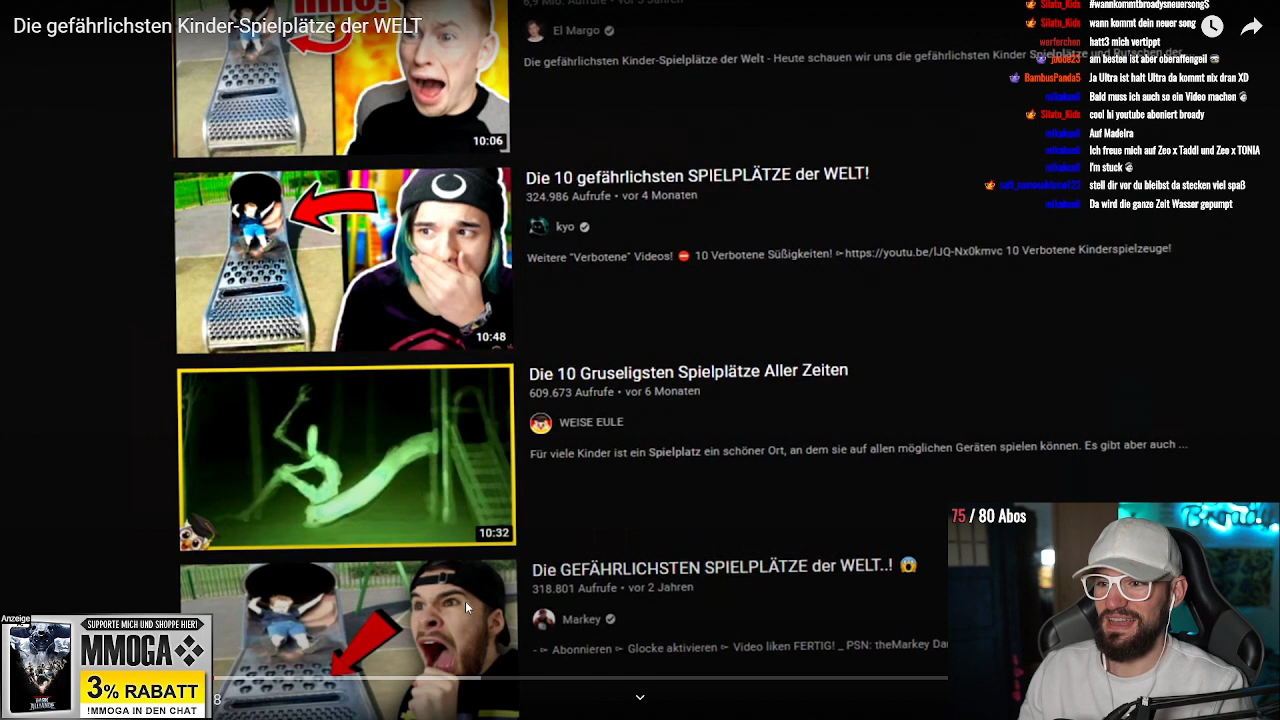 Die gefährlichsten Kinder-Spielplätze der WELT
El Margo
Die gefährlichsten Kinder-Spielplätze der Welt - Heute schauen wir uns die gefährlichsten Kinder Spielplätze und Rutschen der
10:06
Die 10 gefährlichsten SPIELPLÄTZE der WELT!
324.986 Aufrufe • vor 4 Monaten
kyo
Weitere "Verbotene" Videos! ⛔ 10 Verbotene Süßigkeiten! ▻https://youtu.be/lJQ-Nx0kmvc 10 Verbotene Kinderspielzeuge!
10:48
Die 10 Gruseligsten Spielplätze Aller Zeiten
609.673 Aufrufe • vor 6 Monaten
WEISE EULE
Für viele Kinder ist ein Spielplatz ein schöner Ort, an dem sie auf allen möglichen Geräten spielen können. Es gibt aber auch ...
10:32
Die GEFÄHRLICHSTEN SPIELPLÄTZE der WELT..! 😱
318.801 Aufrufe • vor 2 Jahren
Markey
- ▻ Abonnieren ▻ Glocke aktivieren ▻ Video liken FERTIG! _ PSN: theMarkey
Silatu_Kids #wannkommtbroadysneuersongS
Silatu_Kids wann kommt dein neuer song
werferchen hatt3 mich vertippt
am besten ist aber oberaffengeil
BambusPanda5 Ja Ultra ist halt Ultra da kommt nix dran XD
Bald muss ich auch so ein Video machen
Silatu_Kids cool hi youtube aboniert broady
Auf Madeira
Ich freue mich auf Zeo x Taddl und Zeo x TONIA
I'm stuck
stell dir vor du bleibst da stecken viel spaß
Da wird die ganze Zeit Wasser gepumpt
75 / 80 Abos
Anzeige
SUPPORTE MICH UND SHOPPE HIER!
MMOGA
3% RABATT
!MMOGA IN DEN CHAT
8